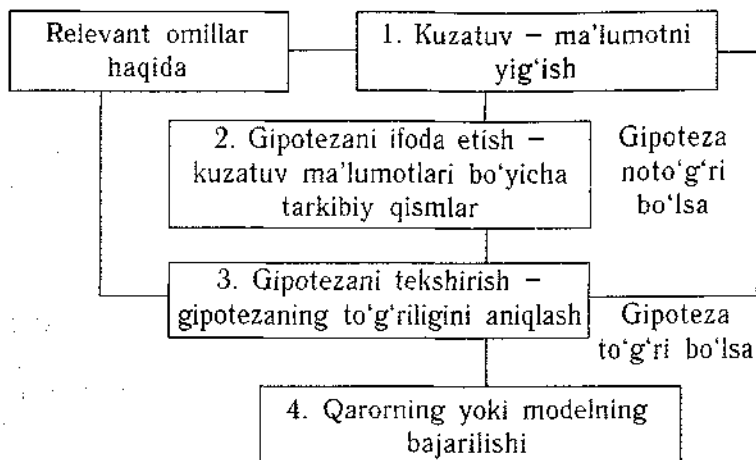 Relevant omillar
haqida
1. Kuzatuv – ma'lumotni
yig‘ish
2. Gipotezani ifoda etish –
kuzatuv ma'lumotlari bo‘yicha
tarkibiy qismlar
Gipoteza
noto‘g‘ri
bo‘lsa
3. Gipotezani tekshirish –
gipotezaning to‘g‘riligini aniqlash
Gipoteza
to‘g‘ri bo‘lsa
4. Qarorning yoki modelning
bajarilishi